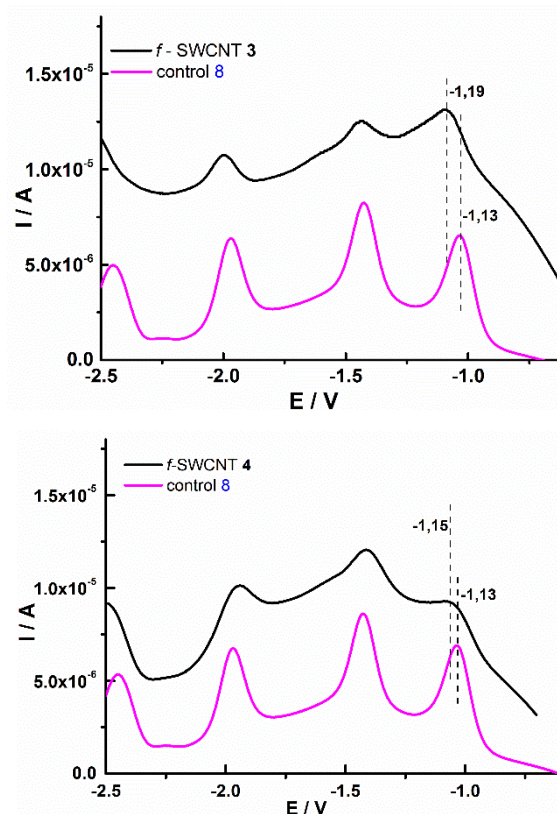 f - SWCNT 3
control 8
1.5x10⁻⁵
-1,19
1.0x10⁻⁵
-1,13
5.0x10⁻⁶
0.0
I / A
-2.5 -2.0 -1.5 -1.0
E / V
f-SWCNT 4
control 8
1.5x10⁻⁵
-1,15
1.0x10⁻⁵
-1,13
5.0x10⁻⁶
0.0
I / A
-2.5 -2.0 -1.5 -1.0
E / V